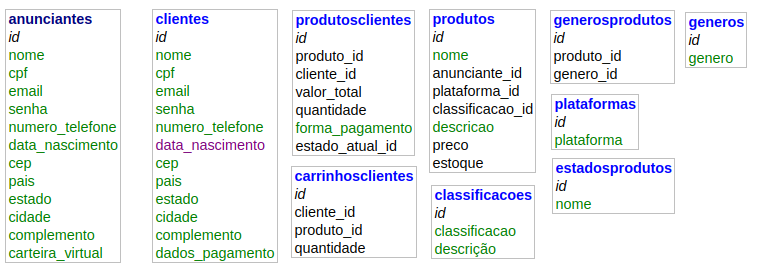 anunciantes
id
nome
cpf
email
senha
numero_telefone
data_nascimento
cep
pais
estado
cidade
complemento
carteira_virtual
clientes
id
nome
cpf
email
senha
numero_telefone
data_nascimento
cep
pais
estado
cidade
complemento
dados_pagamento
produtosclientes
id
produto_id
cliente_id
valor_total
quantidade
forma_pagamento
estado_atual_id
carrinhosclientes
id
cliente_id
produto_id
quantidade
produtos
id
nome
anunciante_id
plataforma_id
classificacao_id
descricao
preco
estoque
classificacoes
id
classificacao
descrição
generosprodutos
id
produto_id
genero_id
plataformas
id
plataforma
estadosprodutos
id
nome
generos
id
genero